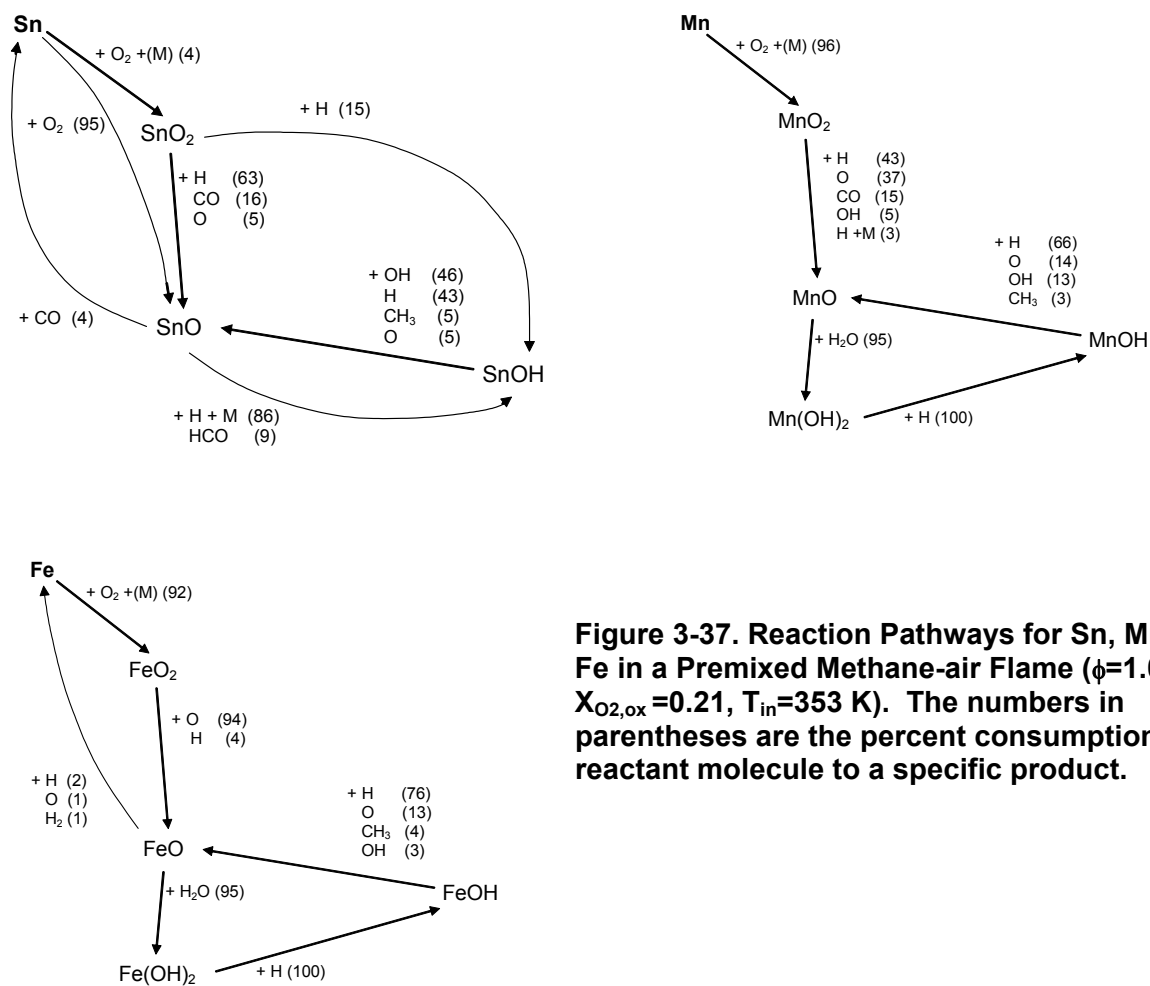 Sn
+ O₂ +(M) (4)
+ H (15)
+ O₂ (95)
SnO₂
+ H (63)
CO (16)
O (5)
+ OH (46)
H (43)
CH₃ (5)
O (5)
+ CO (4)
SnO
SnOH
+ H + M (86)
HCO (9)
Mn
+ O₂ +(M) (96)
MnO₂
+ H (43)
O (37)
CO (15)
OH (5)
H +M (3)
+ H (66)
O (14)
OH (13)
CH₃ (3)
MnO
MnOH
+ H₂O (95)
Mn(OH)₂
+ H (100)
Fe
+ O₂ +(M) (92)
FeO₂
+ O (94)
H (4)
+ H (2)
O (1)
H₂ (1)
+ H (76)
O (13)
CH₃ (4)
OH (3)
FeO
FeOH
+ H₂O (95)
Fe(OH)₂
+ H (100)
Figure 3-37. Reaction Pathways for Sn, M
Fe in a Premixed Methane-air Flame (ϕ=1.0
X_O2,ox =0.21, T_in=353 K). The numbers in
parentheses are the percent consumption
reactant molecule to a specific product.